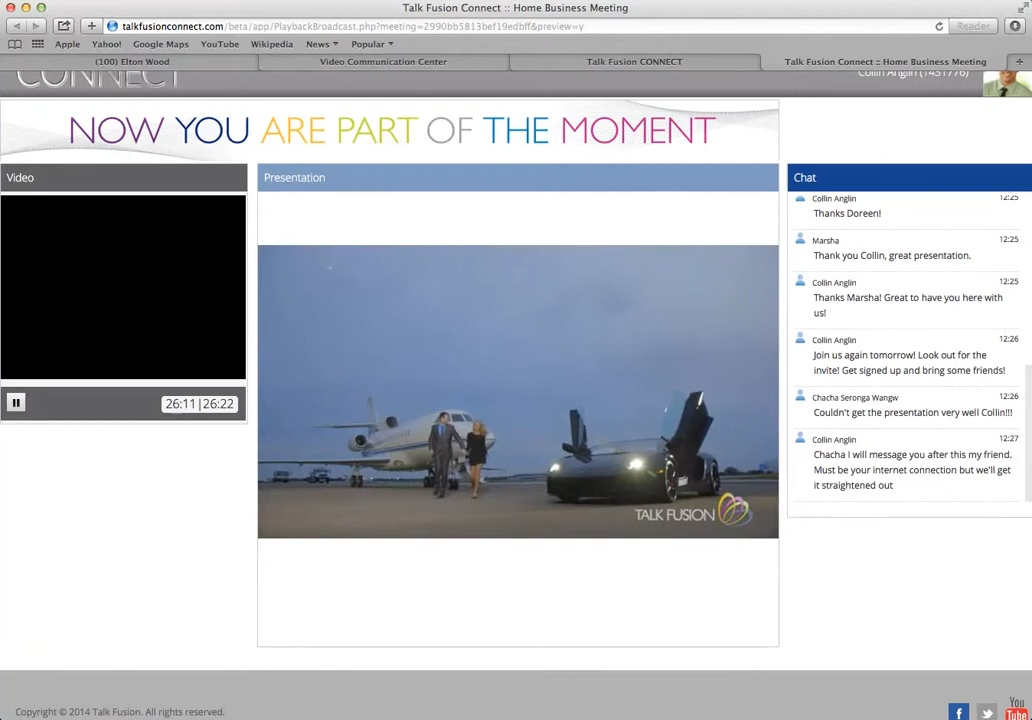 Talk Fusion Connect :: Home Business Meeting
talkfusionconnect.com/beta/app/PlaybackBroadcast.php?meeting=2990bb5813bef19edbff&preview=y
Reader
Apple Yahoo! Google Maps YouTube Wikipedia News Popular
(100) Elton Wood
Video Communication Center
Talk Fusion CONNECT
Talk Fusion Connect :: Home Business Meeting
CONNECT
Collin Anglin (1431776)
NOW YOU ARE PART OF THE MOMENT
Video
Presentation
Chat
Collin Anglin 12:25
Thanks Doreen!
Marsha 12:25
Thank you Collin, great presentation.
Collin Anglin 12:25
Thanks Marsha! Great to have you here with
us!
Collin Anglin 12:26
Join us again tomorrow! Look out for the
invite! Get signed up and bring some friends!
Chacha Seronga Wangw 12:26
Couldn't get the presentation very well Collin!!!
Collin Anglin 12:27
Chacha I will message you after this my friend.
Must be your internet connection but we'll get
it straightened out
26:11|26:22
TALK FUSION
Copyright © 2014 Talk Fusion. All rights reserved.
You
Tube